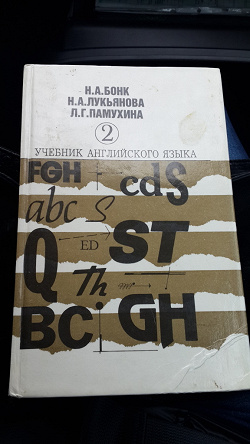 Н.А.БОНК
Н.А.ЛУКЬЯНОВА
Л.Г.ПАМУХИНА
2
УЧЕБНИК АНГЛИЙСКОГО ЯЗЫКА
FGH cdS
abc S
Q ED ST
Th
BC GH